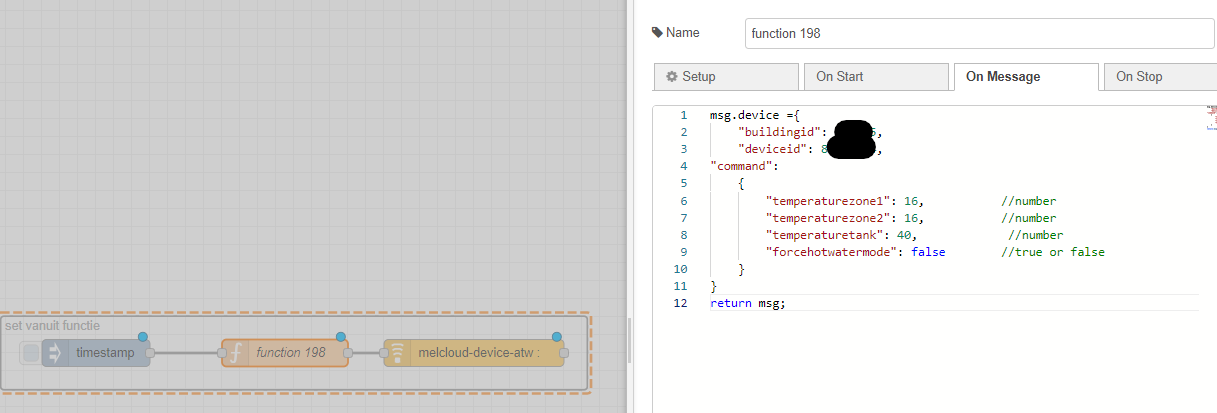 Name
function 198
Setup
On Start
On Message
On Stop
1 msg.device ={
2 "buildingid": 5,
3 "deviceid": 8 ,
4 "command":
5 {
6 "temperaturezone1": 16, //number
7 "temperaturezone2": 16, //number
8 "temperaturetank": 40, //number
9 "forcehotwatermode": false //true or false
10 }
11 }
12 return msg;
set vanuit functie
timestamp
function 198
melcloud-device-atw :